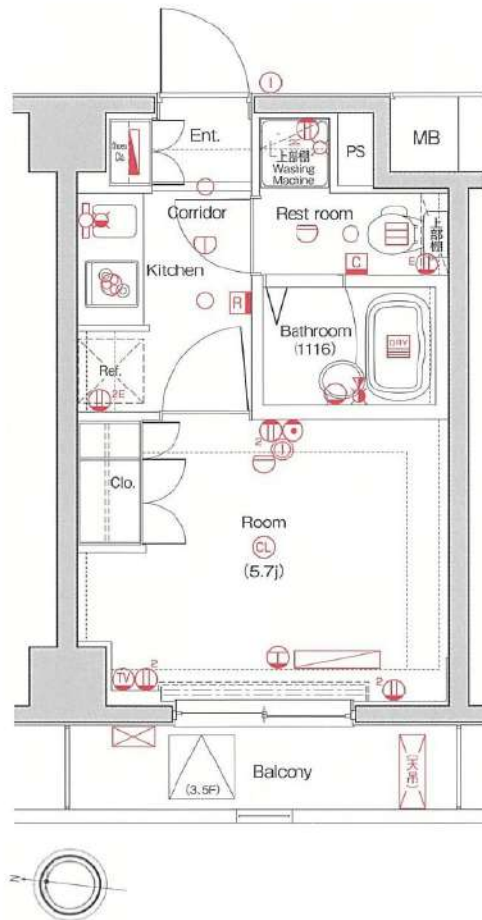 I
Ent.
Shoes
Clo.
上部棚
Washing
Machine
PS
MB
Corridor
Rest room
上部棚
Kitchen
C
E
R
Bathroom
(1116)
DRY
Ref.
2E
2
Clo.
Room
CL
(5.7j)
TV
2
2
Balcony
(3.5F)
(天吊)
N